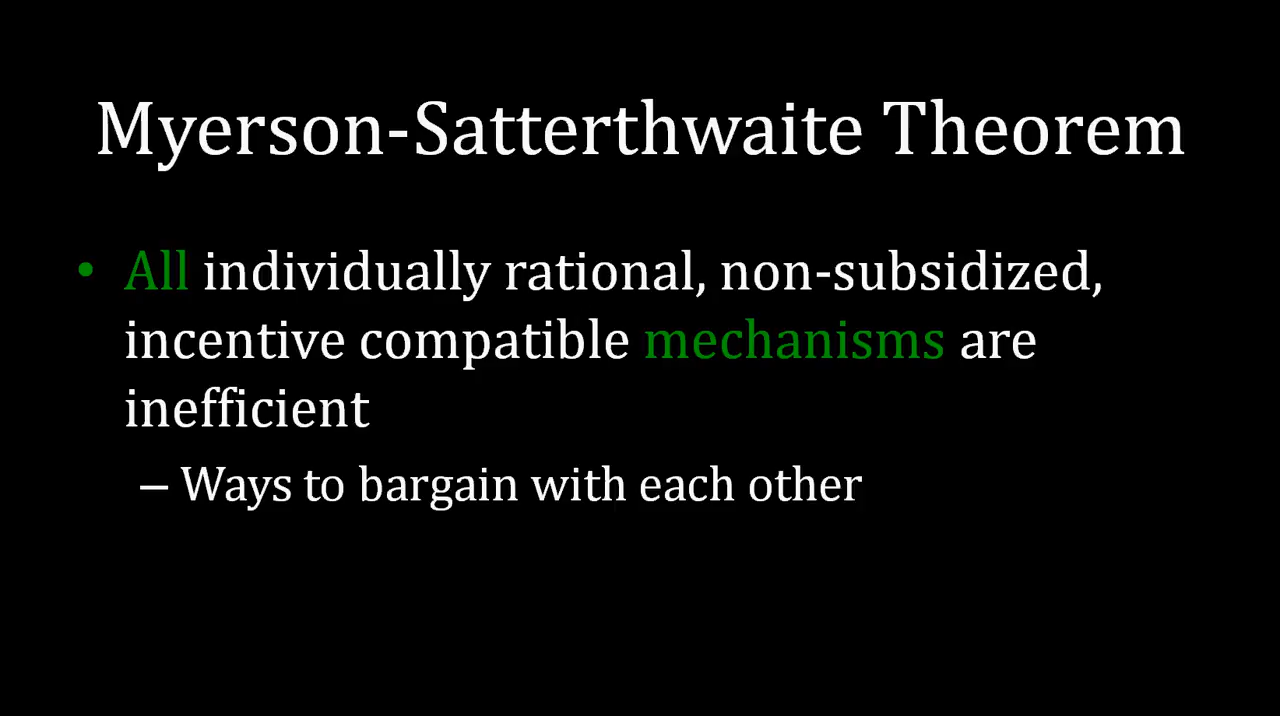 Myerson-Satterthwaite Theorem
• All individually rational, non-subsidized,
incentive compatible mechanisms are
inefficient
– Ways to bargain with each other